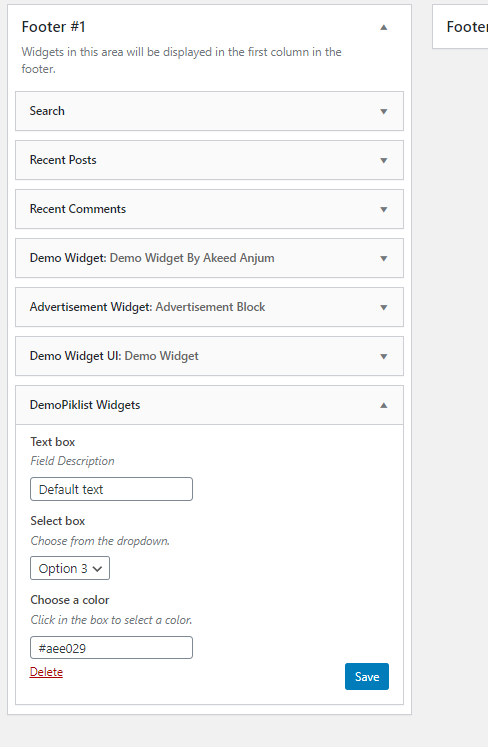 Footer #1
Widgets in this area will be displayed in the first column in the
footer.
Search
Recent Posts
Recent Comments
Demo Widget: Demo Widget By Akeed Anjum
Advertisement Widget: Advertisement Block
Demo Widget UI: Demo Widget
DemoPiklist Widgets
Text box
Field Description
Default text
Select box
Choose from the dropdown.
Option 3
Choose a color
Click in the box to select a color.
#aee029
Delete
Save
Footer